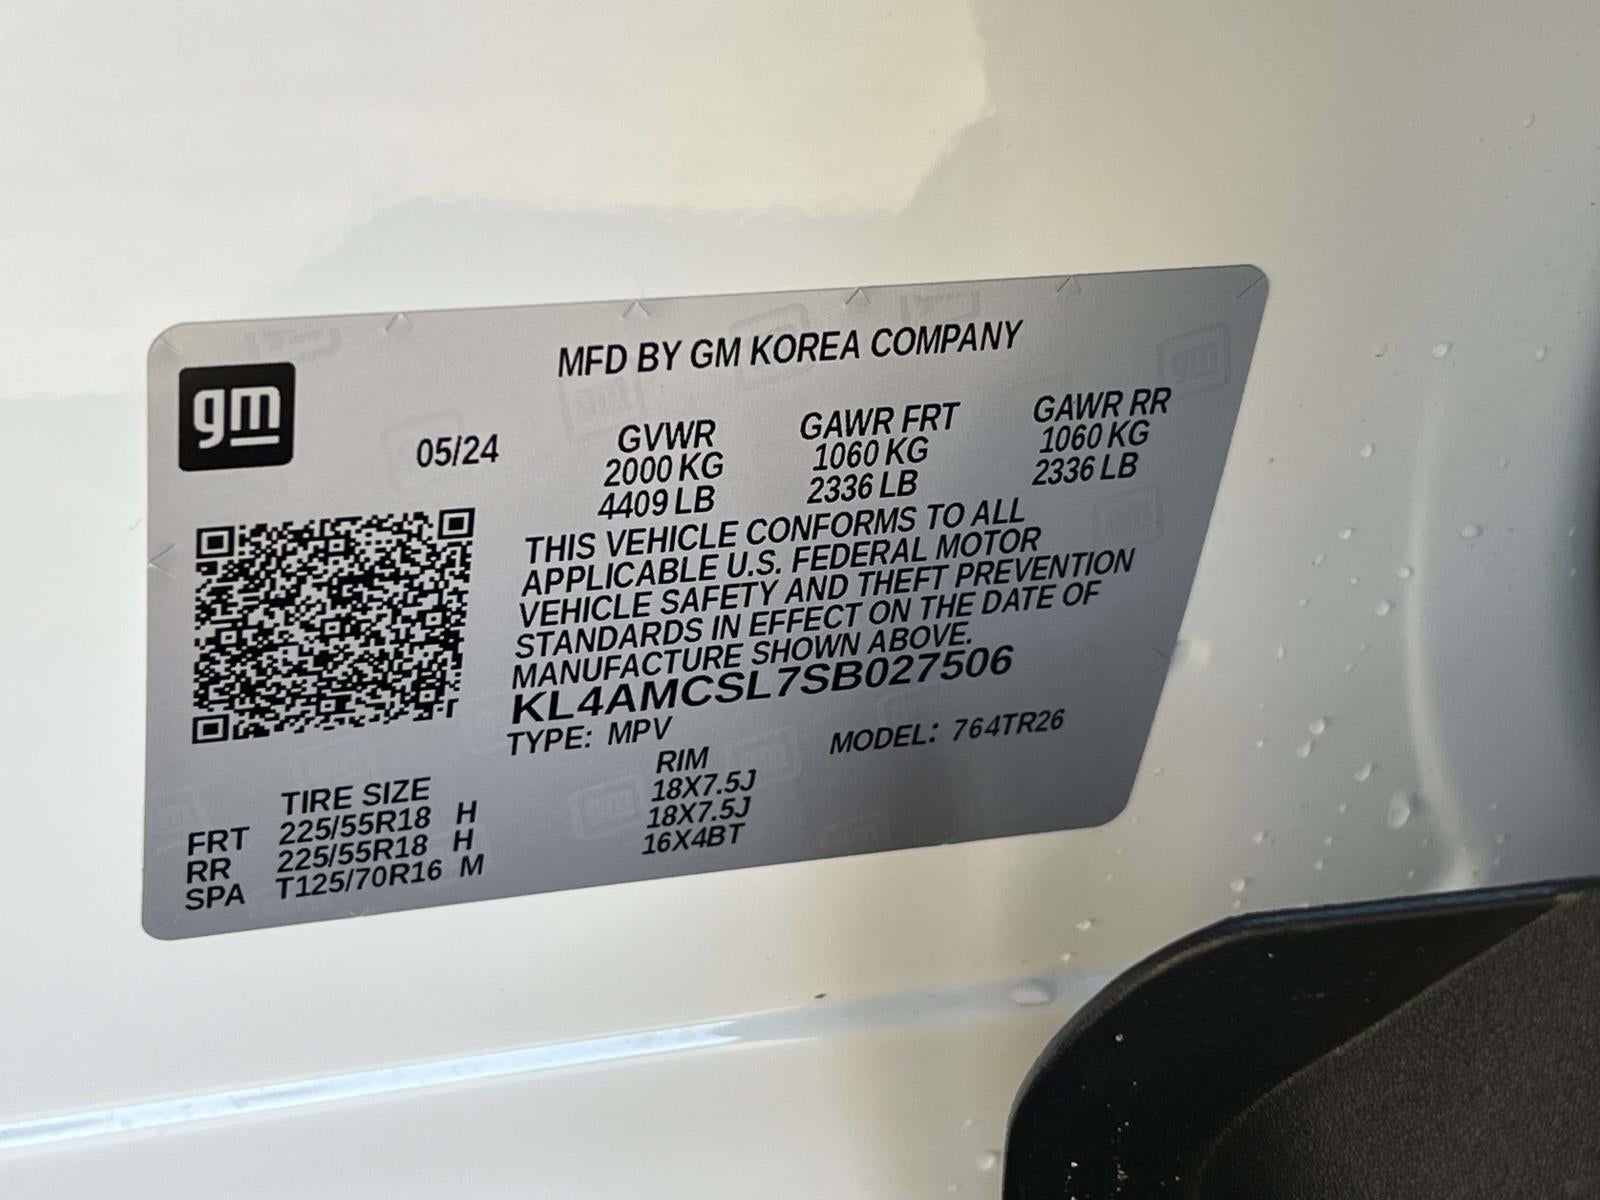 gm
MFD BY GM KOREA COMPANY
05/24
GVWR
2000 KG
4409 LB
GAWR FRT
1060 KG
2336 LB
GAWR RR
1060 KG
2336 LB
THIS VEHICLE CONFORMS TO ALL
APPLICABLE U.S. FEDERAL MOTOR
VEHICLE SAFETY AND THEFT PREVENTION
STANDARDS IN EFFECT ON THE DATE OF
MANUFACTURE SHOWN ABOVE.
KL4AMCSL7SB027506
TYPE: MPV MODEL: 764TR26
TIRE SIZE RIM
FRT 225/55R18 H 18X7.5J
RR 225/55R18 H 18X7.5J
SPA T125/70R16 M 16X4BT